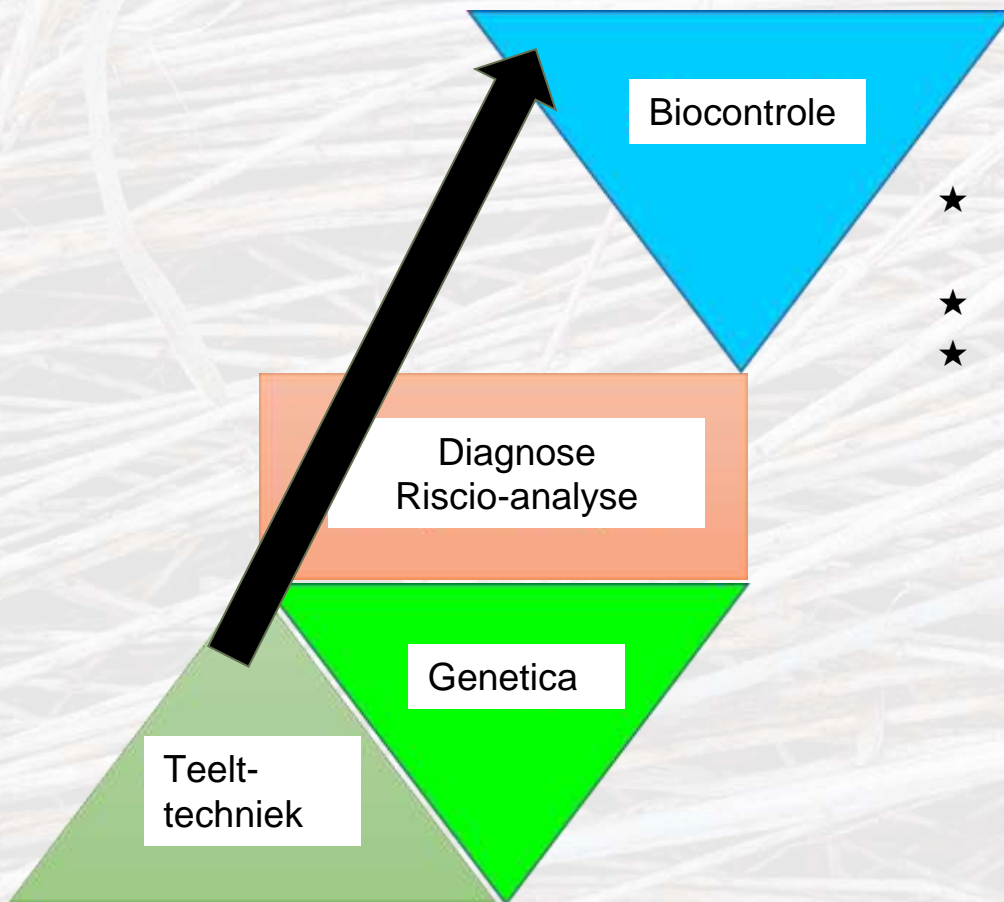 Biocontrole
★
★
★
Diagnose
Riscio-analyse
Genetica
Teelt-
techniek